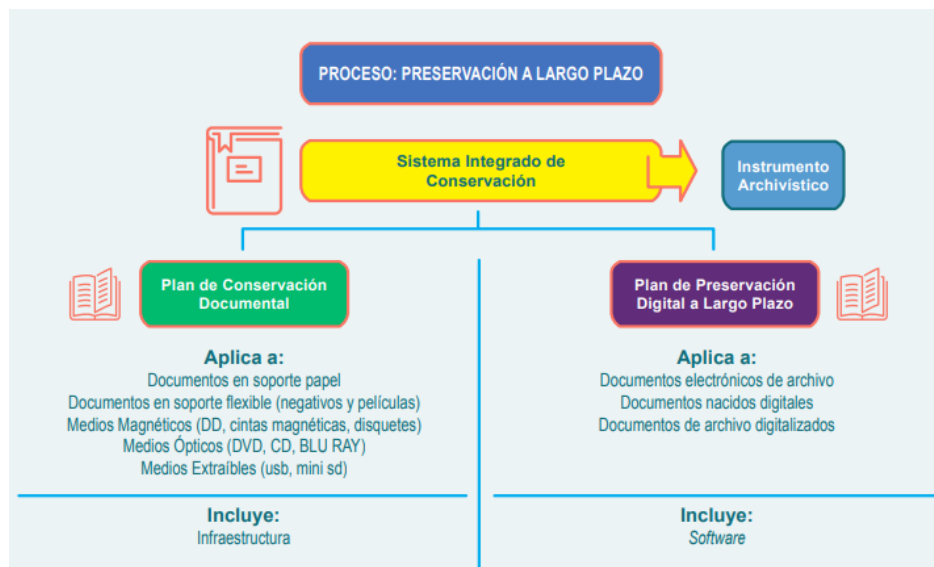 PROCESO: PRESERVACIÓN A LARGO PLAZO
Sistema Integrado de
Conservación
Instrumento
Archivístico
Plan de Conservación
Documental
Aplica a:
Documentos en soporte papel
Documentos en soporte flexible (negativos y películas)
Medios Magnéticos (DD, cintas magnéticas, disquetes)
Medios Ópticos (DVD, CD, BLU RAY)
Medios Extraíbles (usb, mini sd)
Incluye:
Infraestructura
Plan de Preservación
Digital a Largo Plazo
Aplica a:
Documentos electrónicos de archivo
Documentos nacidos digitales
Documentos de archivo digitalizados
Incluye:
Software